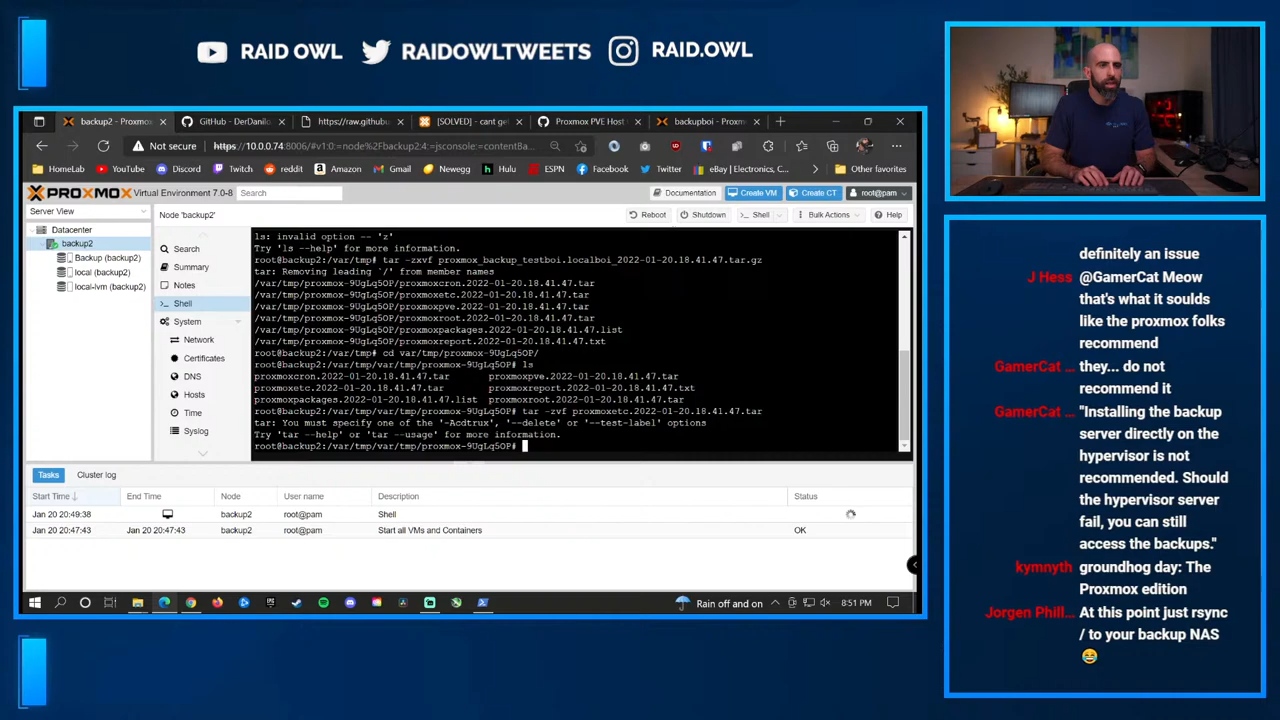 RAID OWL
RAIDOWLTWEETS
RAID.OWL
backup2 - Proxmox
GitHub - DerDanilo
https://raw.githubu
[SOLVED] - cant gel
Proxmox PVE Host
backupboi - Proxmo
Not secure
https://10.0.0.74:8006/#v1:0:=node%2Fbackup2:4:=jsconsole=contentBa...
HomeLab
YouTube
Discord
Twitch
reddit
Amazon
Gmail
Newegg
Hulu
ESPN
Facebook
Twitter
eBay | Electronics,...
Other favorites
PROXMOX Virtual Environment 7.0-8
Search
Documentation
Create VM
Create CT
root@pam
Server View
Node 'backup2'
Reboot
Shutdown
Shell
Bulk Actions
Help
Datacenter
backup2
Backup (backup2)
local (backup2)
local-lvm (backup2)
Search
Summary
Notes
Shell
System
Network
Certificates
DNS
Hosts
Time
Syslog
ls: invalid option -- 'z'
Try 'ls --help' for more information.
root@backup2:/var/tmp# tar -zxvf proxmox_backup_testboi.localboi_2022-01-20.18.41.47.tar.gz
tar: Removing leading `/' from member names
/var/tmp/proxmox-9UgLq5OP/proxmoxcron.2022-01-20.18.41.47.tar
/var/tmp/proxmox-9UgLq5OP/proxmoxetc.2022-01-20.18.41.47.tar
/var/tmp/proxmox-9UgLq5OP/proxmoxpve.2022-01-20.18.41.47.tar
/var/tmp/proxmox-9UgLq5OP/proxmoxroot.2022-01-20.18.41.47.tar
/var/tmp/proxmox-9UgLq5OP/proxmoxpackages.2022-01-20.18.41.47.list
/var/tmp/proxmox-9UgLq5OP/proxmoxreport.2022-01-20.18.41.47.txt
root@backup2:/var/tmp# cd var/tmp/proxmox-9UgLq5OP/
root@backup2:/var/tmp/var/tmp/proxmox-9UgLq5OP# ls
proxmoxcron.2022-01-20.18.41.47.tar proxmoxpve.2022-01-20.18.41.47.tar
proxmoxetc.2022-01-20.18.41.47.tar proxmoxreport.2022-01-20.18.41.47.txt
proxmoxpackages.2022-01-20.18.41.47.list proxmoxroot.2022-01-20.18.41.47.tar
root@backup2:/var/tmp/var/tmp/proxmox-9UgLq5OP# tar -zvf proxmoxetc.2022-01-20.18.41.47.tar
tar: You must specify one of the '-Acdtrux', '--delete' or '--test-label' options
Try 'tar --help' or 'tar --usage' for more information.
root@backup2:/var/tmp/var/tmp/proxmox-9UgLq5OP#
Tasks
Cluster log
Start Time
End Time
Node
User name
Description
Status
Jan 20 20:49:38
backup2
root@pam
Shell
Jan 20 20:47:43
Jan 20 20:47:43
backup2
root@pam
Start all VMs and Containers
OK
Rain off and on
8:51 PM
definitely an issue
J Hess @GamerCat Meow
that's what it soulds
like the proxmox folks
recommend
GamerCat ... they... do not
recommend it
GamerCat ... "Installing the backup
server directly on the
hypervisor is not
recommended. Should
the hypervisor server
fail, you can still
access the backups."
kymnyth groundhog day: The
Proxmox edition
Jorgen Phill... At this point just rsync
/ to your backup NAS
😂